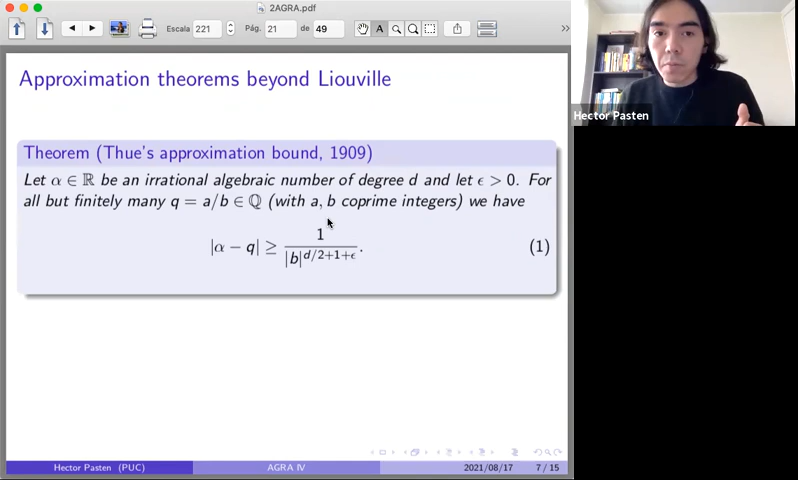 2AGRA.pdf
Escala 221 Pág. 21 de 49 A
Hector Pasten
Approximation theorems beyond Liouville
Theorem (Thue's approximation bound, 1909)
Let α ∈ ℝ be an irrational algebraic number of degree d and let ϵ > 0. For
all but finitely many q = a/b ∈ ℚ (with a, b coprime integers) we have
|α − q| ≥ 1 / |b|^{d/2+1+ϵ}. (1)
Hector Pasten (PUC) AGRA IV 2021/08/17 7 / 15